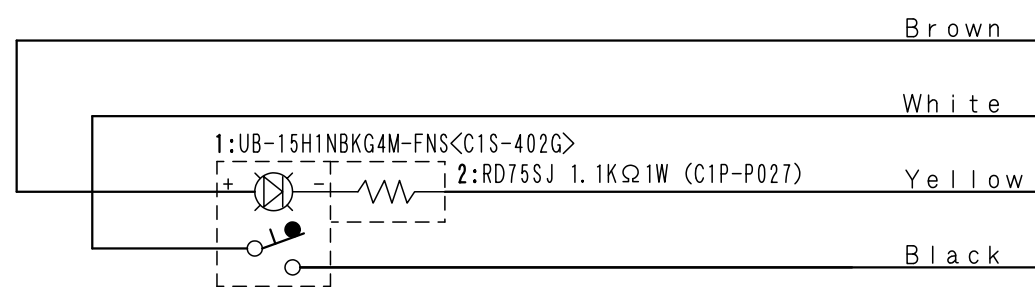 Brown
White
1:UB-15H1NBKG4M-FNS<C1S-402G>
2:RD75SJ 1.1KΩ1W (C1P-P027)
+ -
Yellow
Black